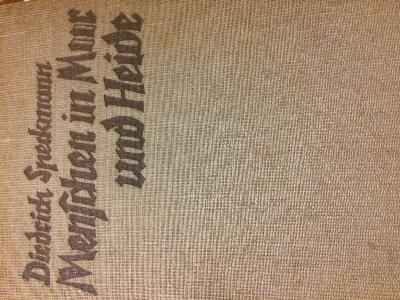 Diedrich Speckmann
Menschen in Moor
und Heide